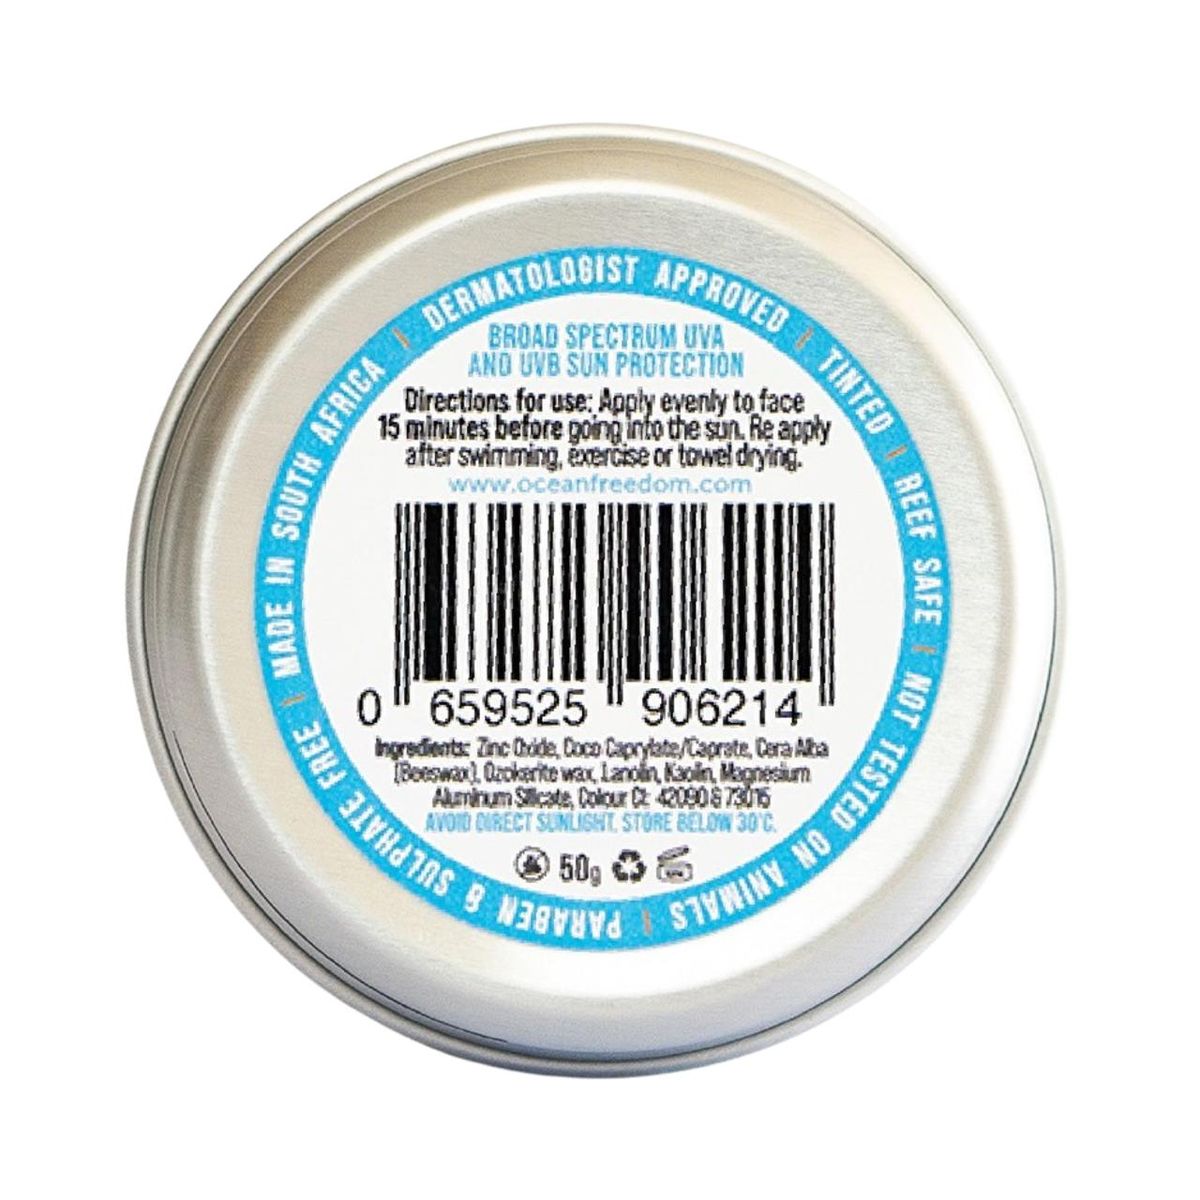 DERMATOLOGIST APPROVED | TINTED | REEF SAFE | NOT TESTED ON ANIMALS | PARABEN & SULPHATE FREE | MADE IN SOUTH AFRICA |
BROAD SPECTRUM UVA
AND UVB SUN PROTECTION
Directions for use: Apply evenly to face
15 minutes before going into the sun. Re apply
after swimming, exercise or towel drying.
www.oceanfreedom.com
0 659525 906214
Ingredients: Zinc Oxide, Coco Caprylate/Caprate, Cera Alba
(Beeswax), Ozokerite wax, Lanolin, Kaolin, Magnesium
Aluminum Silicate, Colour CI: 42090 & 73015
AVOID DIRECT SUNLIGHT. STORE BELOW 30°C.
50g